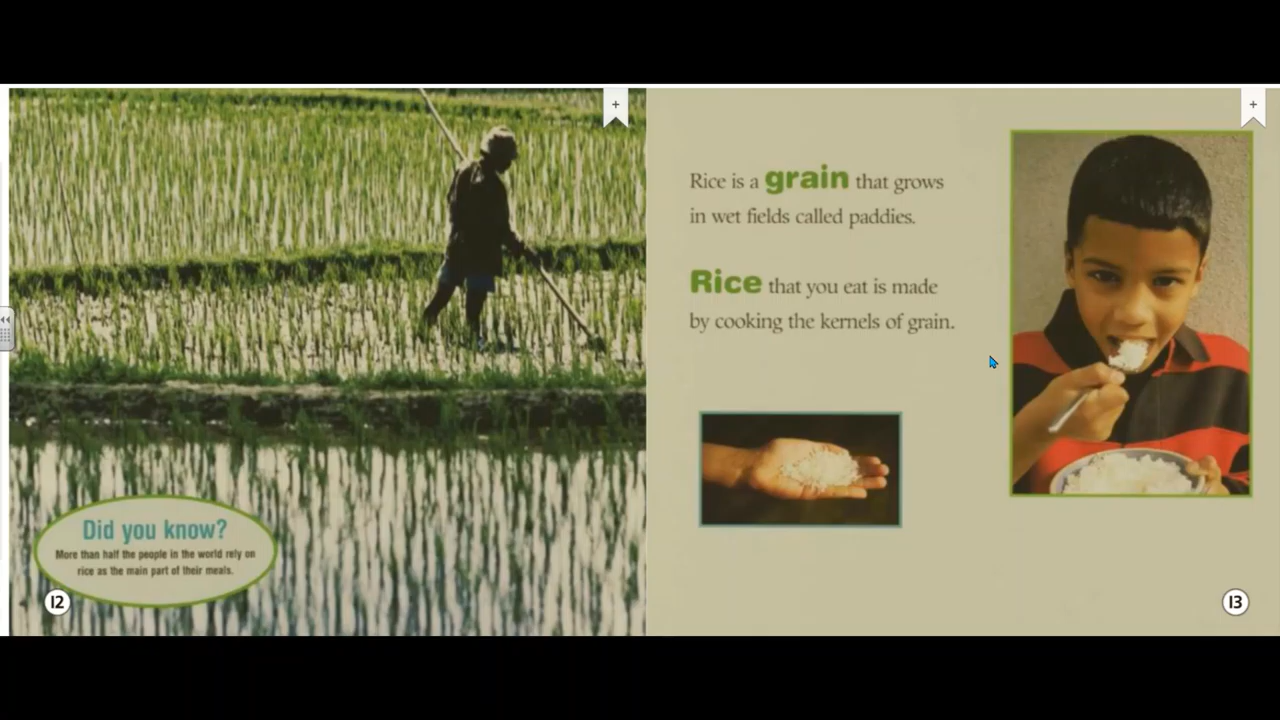 Did you know?
More than half the people in the world rely on
rice as the main part of their meals.
12
Rice is a grain that grows
in wet fields called paddies.
Rice that you eat is made
by cooking the kernels of grain.
13